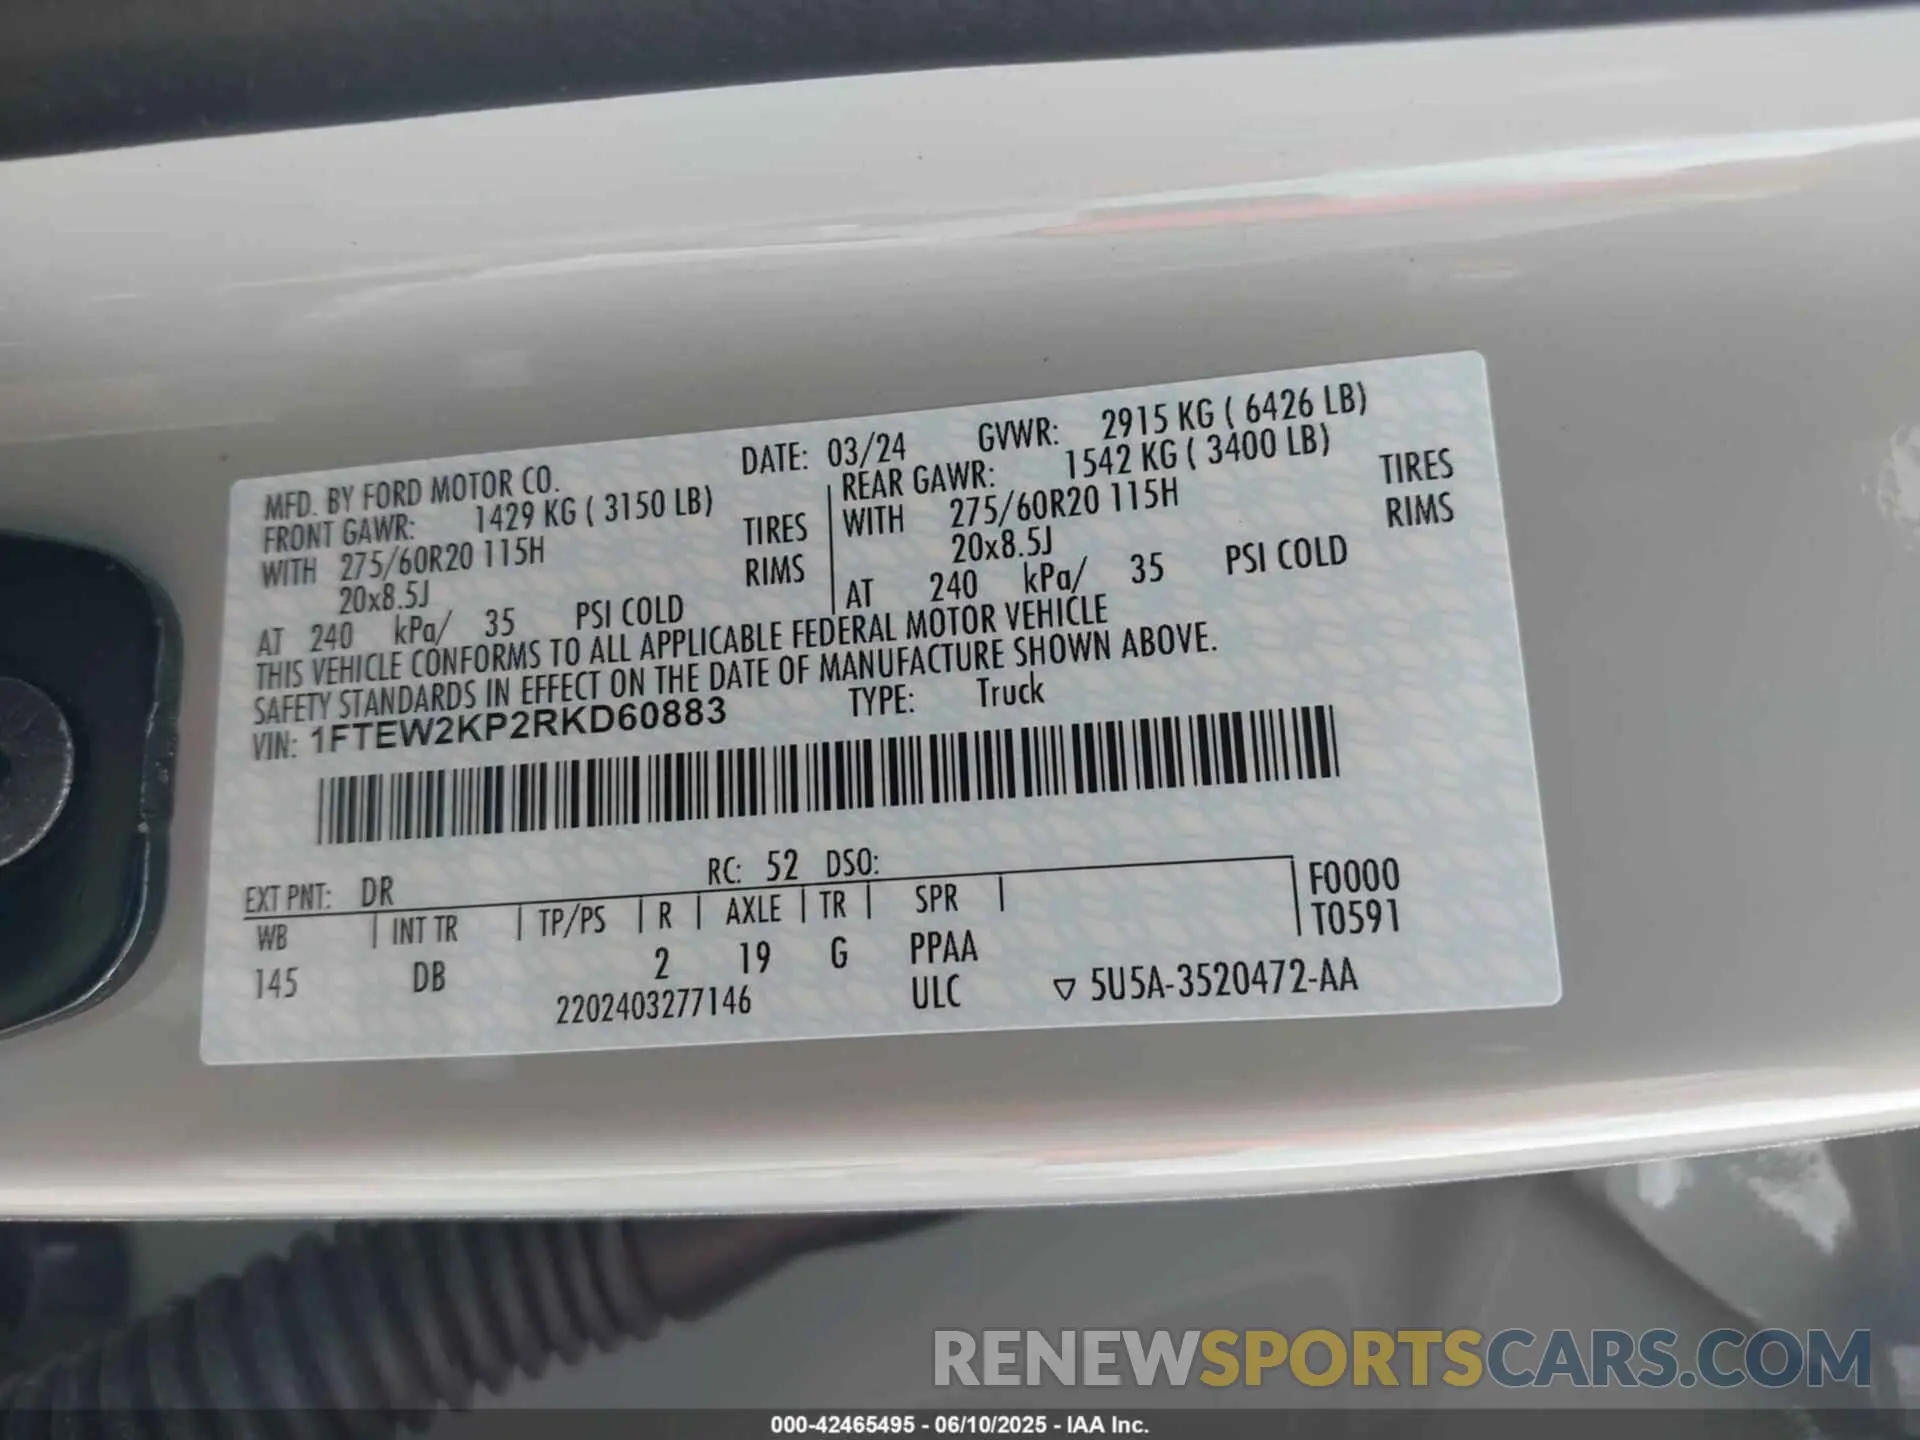 MFD. BY FORD MOTOR CO.
DATE: 03/24
GVWR: 2915 KG ( 6426 LB)
FRONT GAWR: 1429 KG ( 3150 LB)
WITH 275/60R20 115H TIRES
20x8.5J RIMS
AT 240 kPa/ 35 PSI COLD
REAR GAWR: 1542 KG ( 3400 LB)
WITH 275/60R20 115H TIRES
20x8.5J RIMS
AT 240 kPa/ 35 PSI COLD
THIS VEHICLE CONFORMS TO ALL APPLICABLE FEDERAL MOTOR VEHICLE
SAFETY STANDARDS IN EFFECT ON THE DATE OF MANUFACTURE SHOWN ABOVE.
VIN: 1FTEW2KP2RKD60883 TYPE: Truck
EXT PNT: DR RC: 52 DSO:
WB | INT TR | TP/PS | R | AXLE | TR | SPR |
F0000
T0591
145 DB 2 19 G PPAA
2202403277146 ULC ▽ 5U5A-3520472-AA
RENEWSPORTSCARS.COM
000-42465495 - 06/10/2025 - IAA Inc.